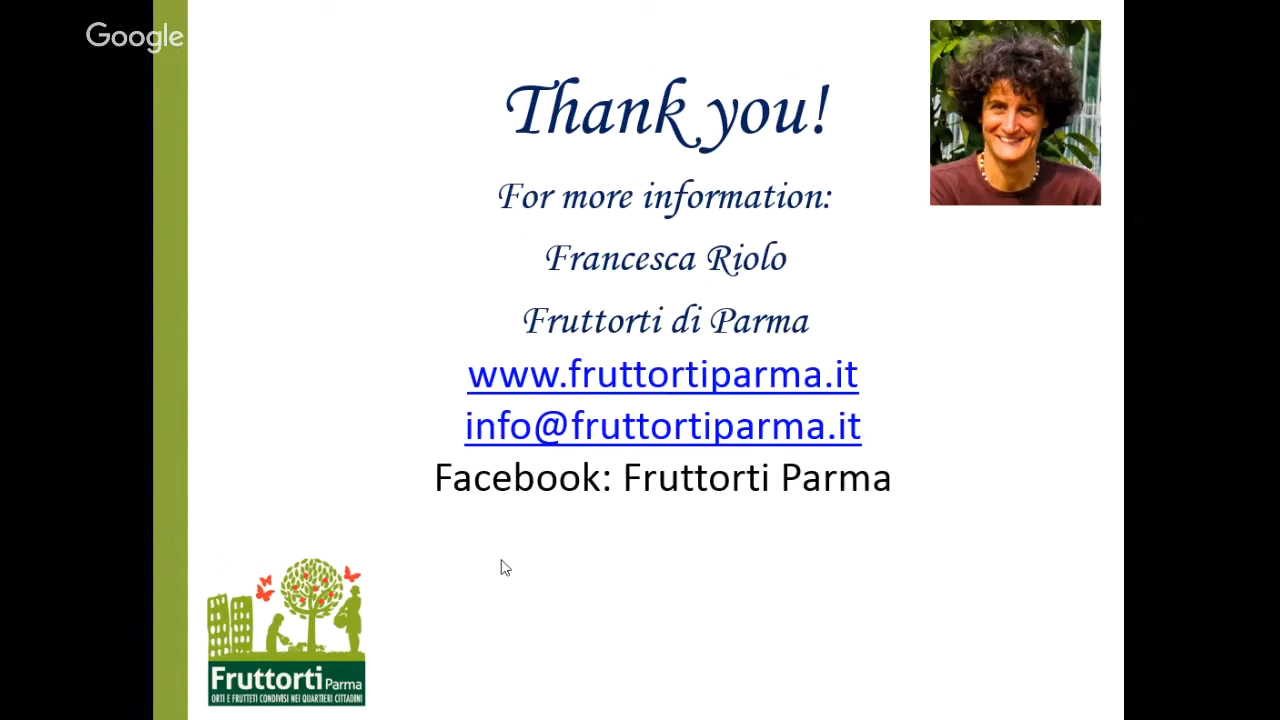 Google
Thank you!
For more information:
Francesca Riolo
Fruttorti di Parma
www.fruttortiparma.it
info@fruttortiparma.it
Facebook: Fruttorti Parma
Fruttorti Parma
ORTI E FRUTTETI CONDIVISI NEI QUARTIERI CITTADINI